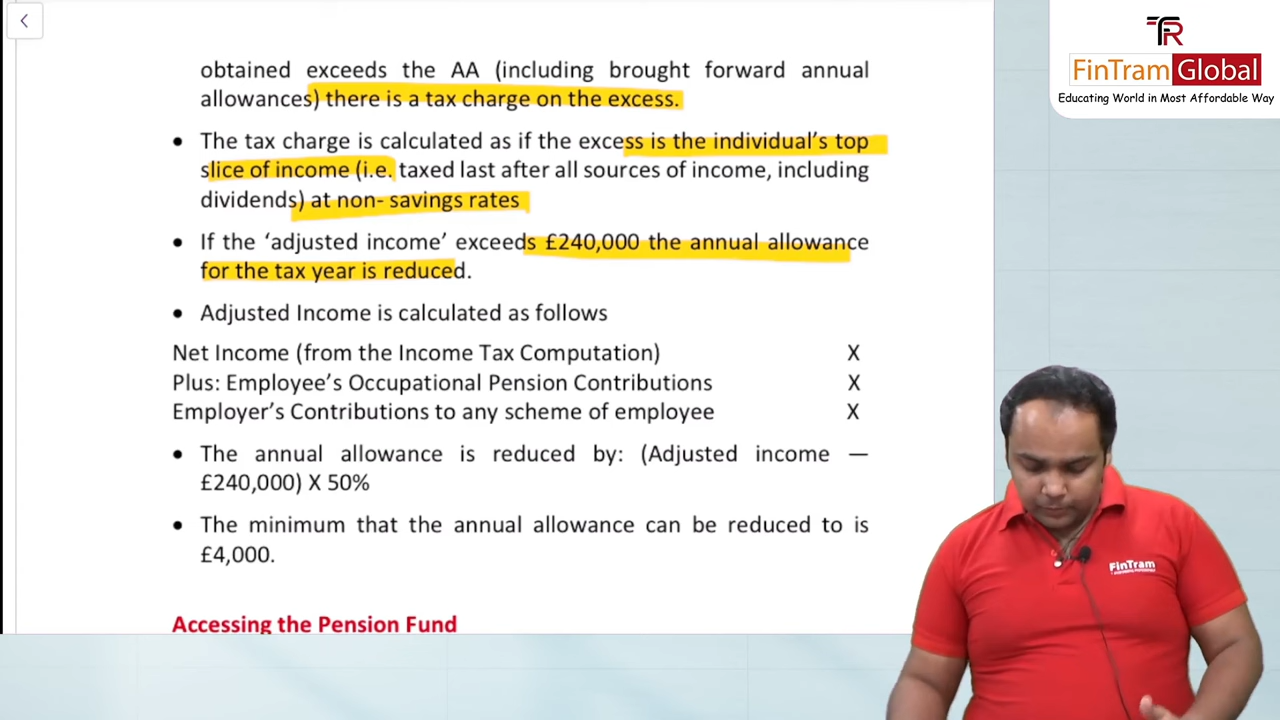 obtained exceeds the AA (including brought forward annual
allowances) there is a tax charge on the excess.
• The tax charge is calculated as if the excess is the individual’s top
slice of income (i.e. taxed last after all sources of income, including
dividends) at non- savings rates
• If the ‘adjusted income’ exceeds £240,000 the annual allowance
for the tax year is reduced.
• Adjusted Income is calculated as follows
Net Income (from the Income Tax Computation) X
Plus: Employee’s Occupational Pension Contributions X
Employer’s Contributions to any scheme of employee X
• The annual allowance is reduced by: (Adjusted income —
£240,000) X 50%
• The minimum that the annual allowance can be reduced to is
£4,000.
Accessing the Pension Fund
FinTram Global
Educating World in Most Affordable Way
FinTram